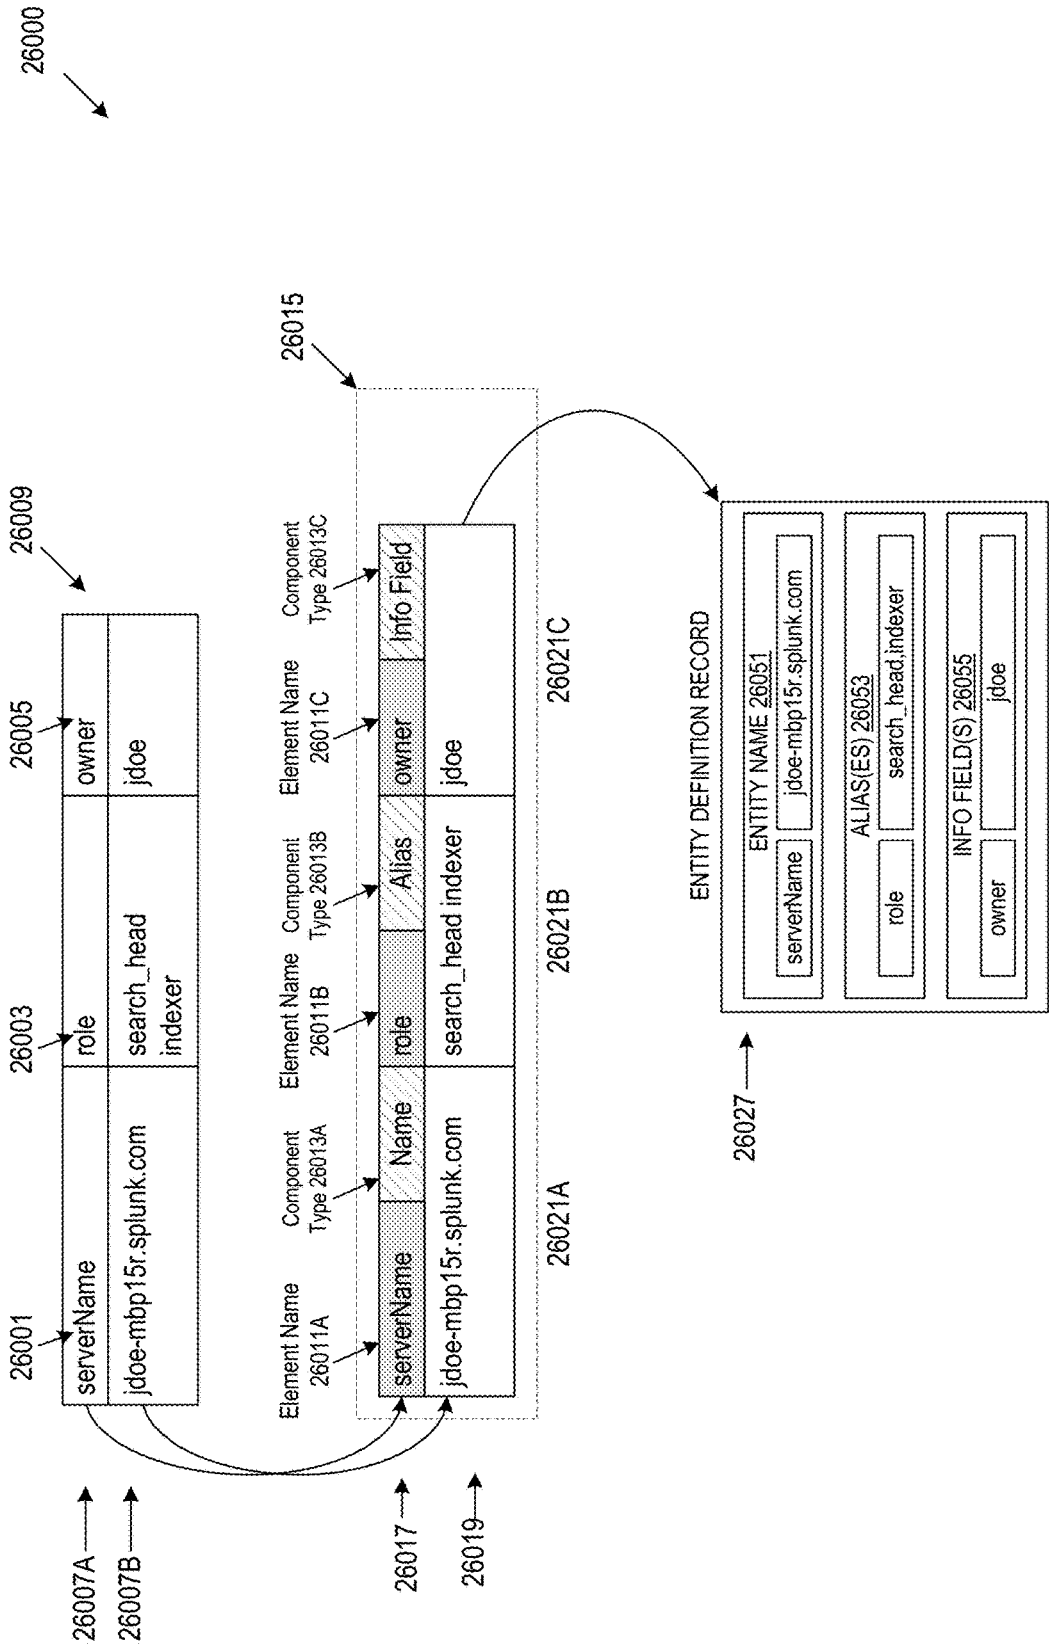 26000
26001
26003
26005
26009
26007A
serverName
role
owner
26007B
jdoe-mbp15r.splunk.com
search_head
indexer
jdoe
26015
Element Name
26011A
Component
Type 26013A
Element Name
26011B
Component
Type 26013B
Element Name
26011C
Component
Type 26013C
26017
serverName
Name
role
Alias
owner
Info Field
26019
jdoe-mbp15r.splunk.com
search_head indexer
jdoe
26021A
26021B
26021C
ENTITY DEFINITION RECORD
26027
ENTITY NAME 26051
serverName
jdoe-mbp15r.splunk.com
ALIAS(ES) 26053
role
search_head,indexer
INFO FIELD(S) 26055
owner
jdoe